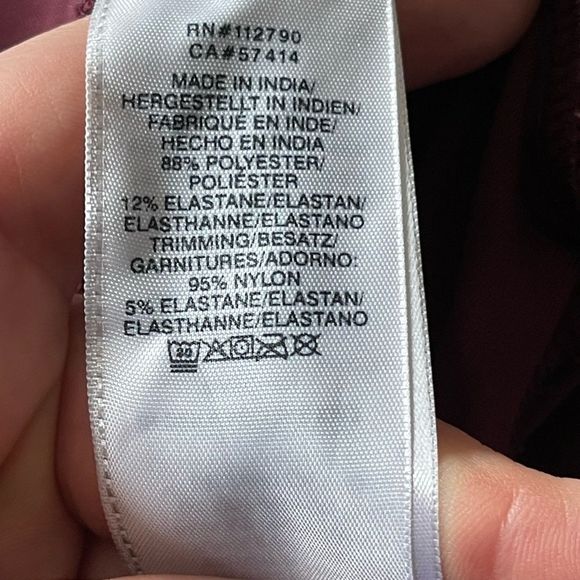 RN#112790
CA#57414
MADE IN INDIA/
HERGESTELLT IN INDIEN/
FABRIQUÉ EN INDE/
HECHO EN INDIA
88% POLYESTER/
POLIÉSTER
12% ELASTANE/ELASTAN/
ELASTHANNE/ELASTANO
TRIMMING/BESATZ/
GARNITURES/ADORNO:
95% NYLON
5% ELASTANE/ELASTAN/
ELASTHANNE/ELASTANO
30